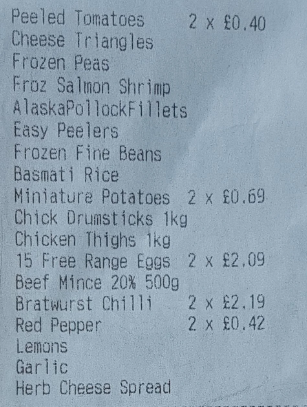 Peeled Tomatoes 2 x £0.40
Cheese Triangles
Frozen Peas
Froz Salmon Shrimp
AlaskaPollockFillets
Easy Peelers
Frozen Fine Beans
Basmati Rice
Miniature Potatoes 2 x £0.69
Chick Drumsticks 1kg
Chicken Thighs 1kg
15 Free Range Eggs 2 x £2.09
Beef Mince 20% 500g
Bratwurst Chilli 2 x £2.19
Red Pepper 2 x £0.42
Lemons
Garlic
Herb Cheese Spread